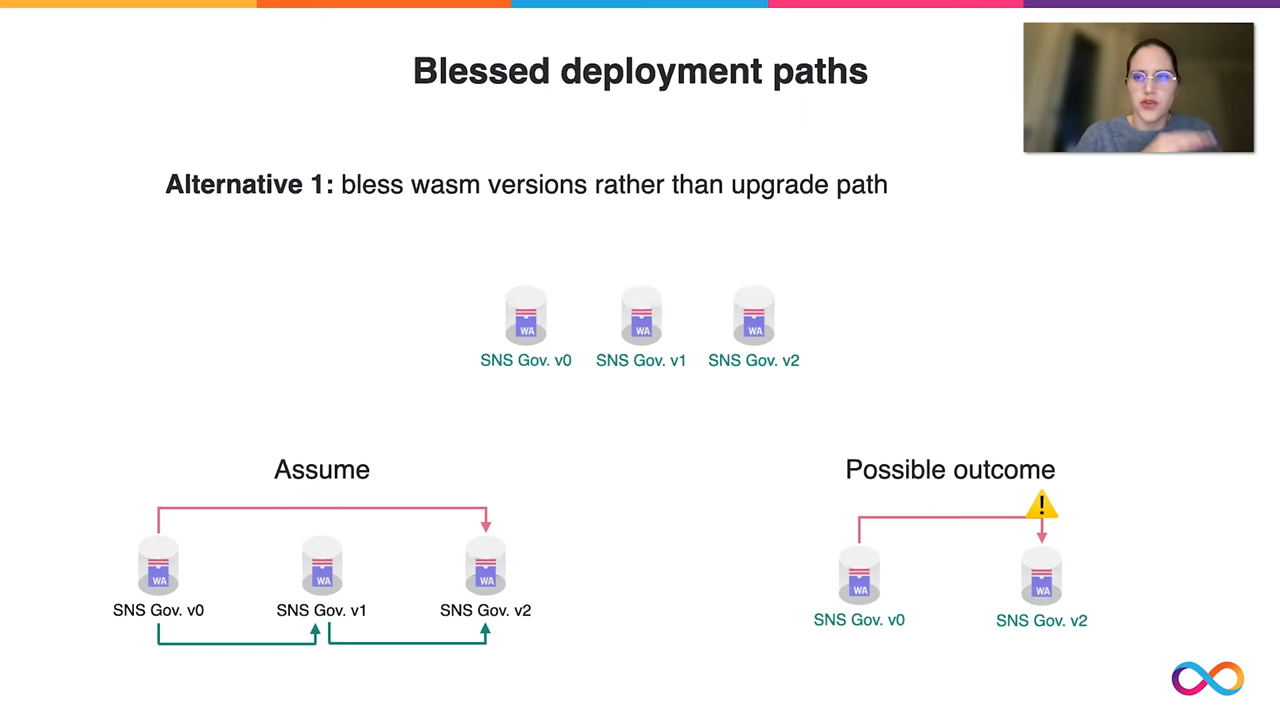 Blessed deployment paths
Alternative 1: bless wasm versions rather than upgrade path
WA WA WA
SNS Gov. v0 SNS Gov. v1 SNS Gov. v2
Assume
Possible outcome
!
WA WA WA
SNS Gov. v0 SNS Gov. v1 SNS Gov. v2
WA WA
SNS Gov. v0 SNS Gov. v2